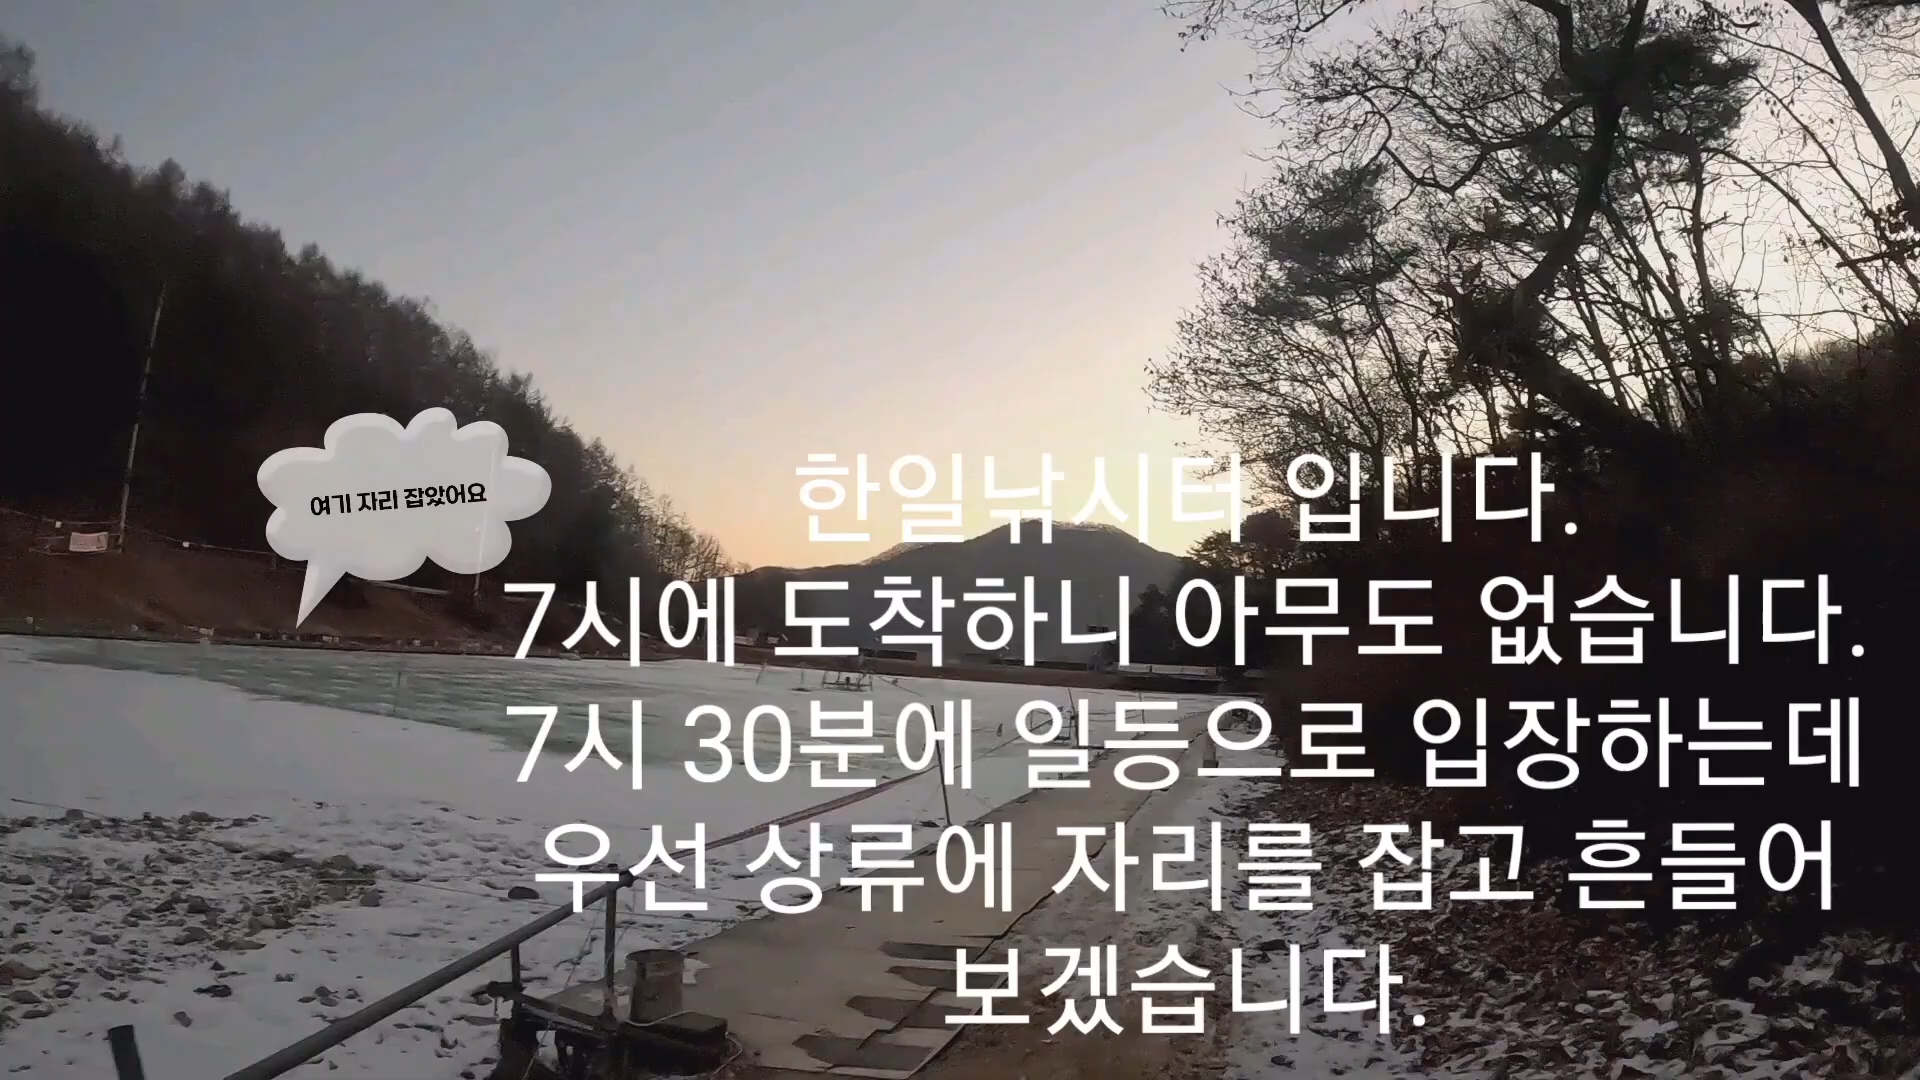 여기 자리 잡았어요
한일낚시터 입니다.
7시에 도착하니 아무도 없습니다.
7시 30분에 일등으로 입장하는데
우선 상류에 자리를 잡고 흔들어
보겠습니다.